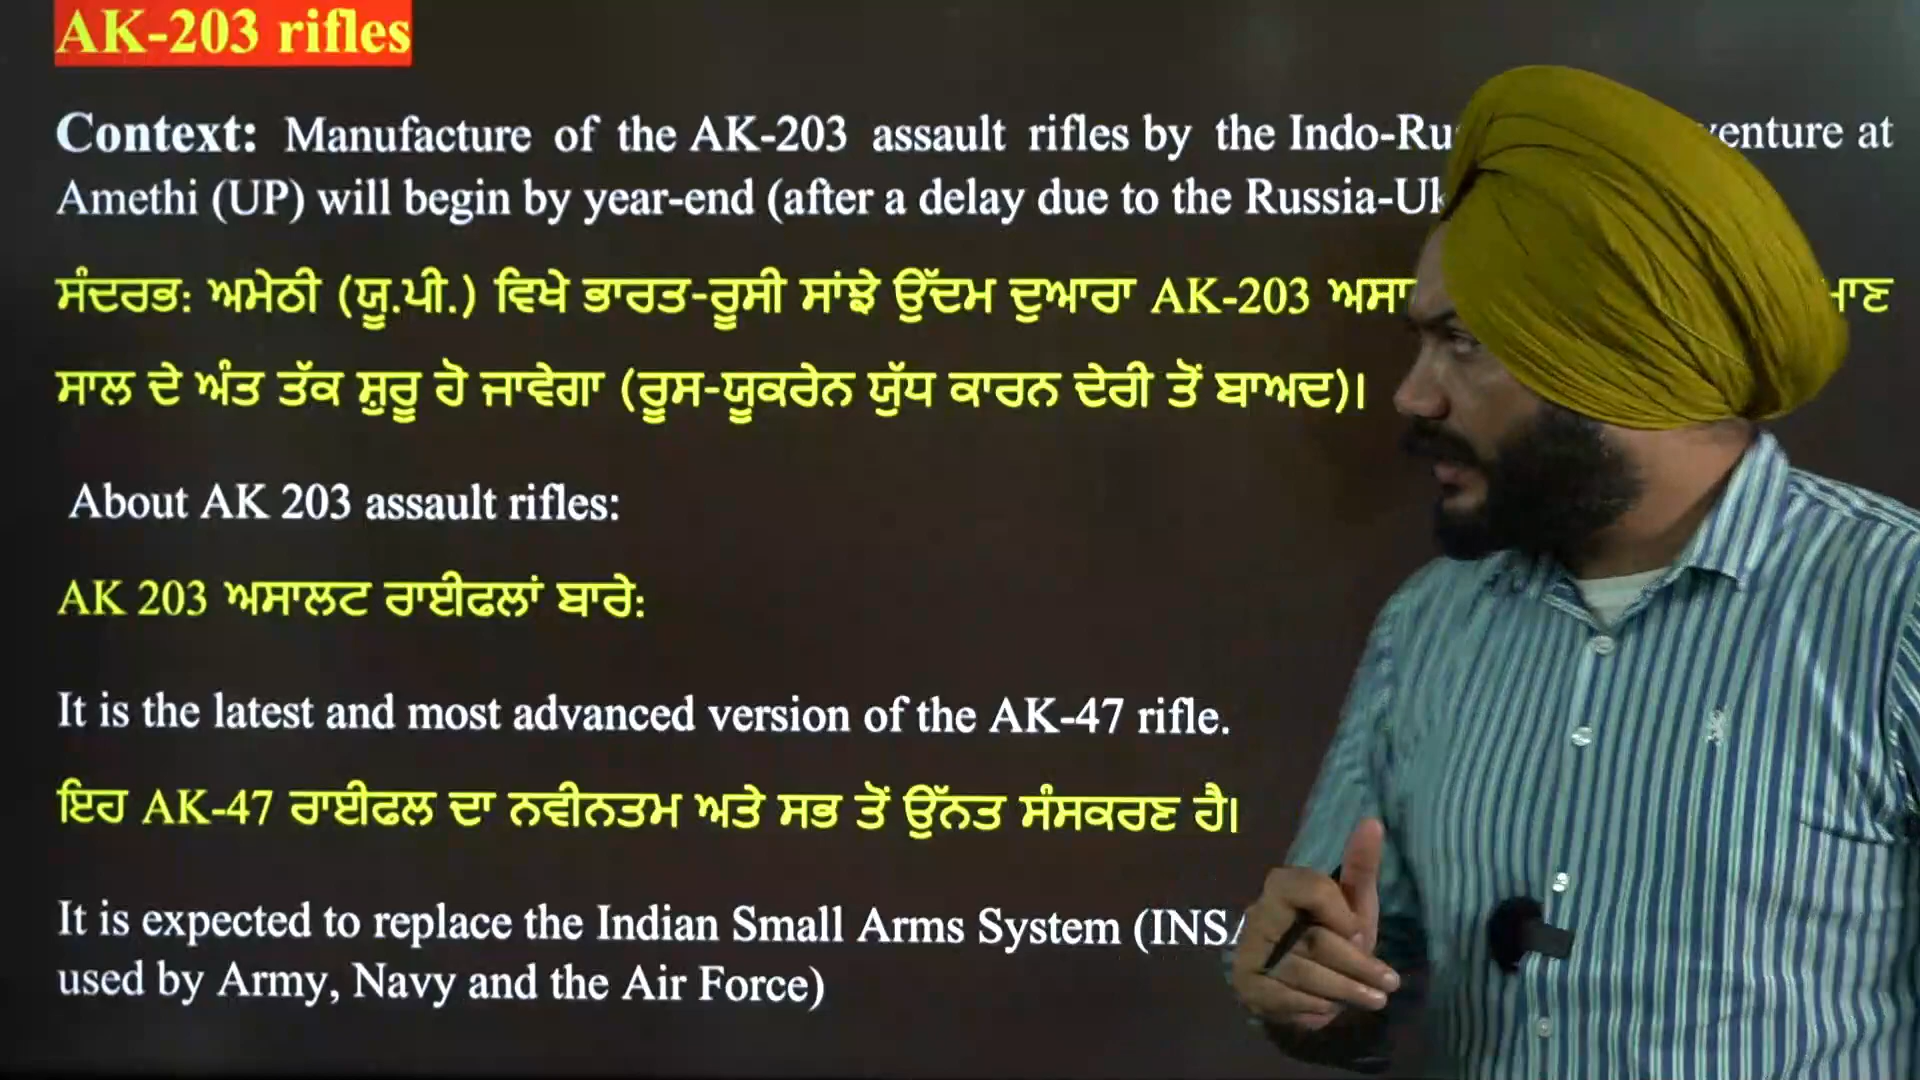 AK-203 rifles
Context: Manufacture of the AK-203 assault rifles by the Indo- at
Amethi (UP) will begin by year-end (after a delay due to the
ਸੰਦਰਭ: ਅਮੇਠੀ (ਯੂ.ਪੀ.) ਵਿਖੇ ਭਾਰਤ-ਰੂਸੀ ਸਾਂਝੇ ਉੱਦਮ ਦੁਆਰਾ AK-203
ਸਾਲ ਦੇ ਅੰਤ ਤੱਕ ਸ਼ੁਰੂ ਹੋ ਜਾਵੇਗਾ (ਰੂਸ-ਯੂਕਰੇਨ ਯੁੱਧ ਕਾਰਨ ਦੇਰੀ ਤੋਂ ਬਾਅਦ)।
About AK 203 assault rifles:
AK 203 ਅਸਾਲਟ ਰਾਈਫਲਾਂ ਬਾਰੇ:
It is the latest and most advanced version of the AK-47 rifle.
ਇਹ AK-47 ਰਾਈਫਲ ਦਾ ਨਵੀਨਤਮ ਅਤੇ ਸਭ ਤੋਂ ਉੱਨਤ ਸੰਸਕਰਣ ਹੈ।
It is expected to replace the Indian Small Arms System
used by Army, Navy and the Air Force)